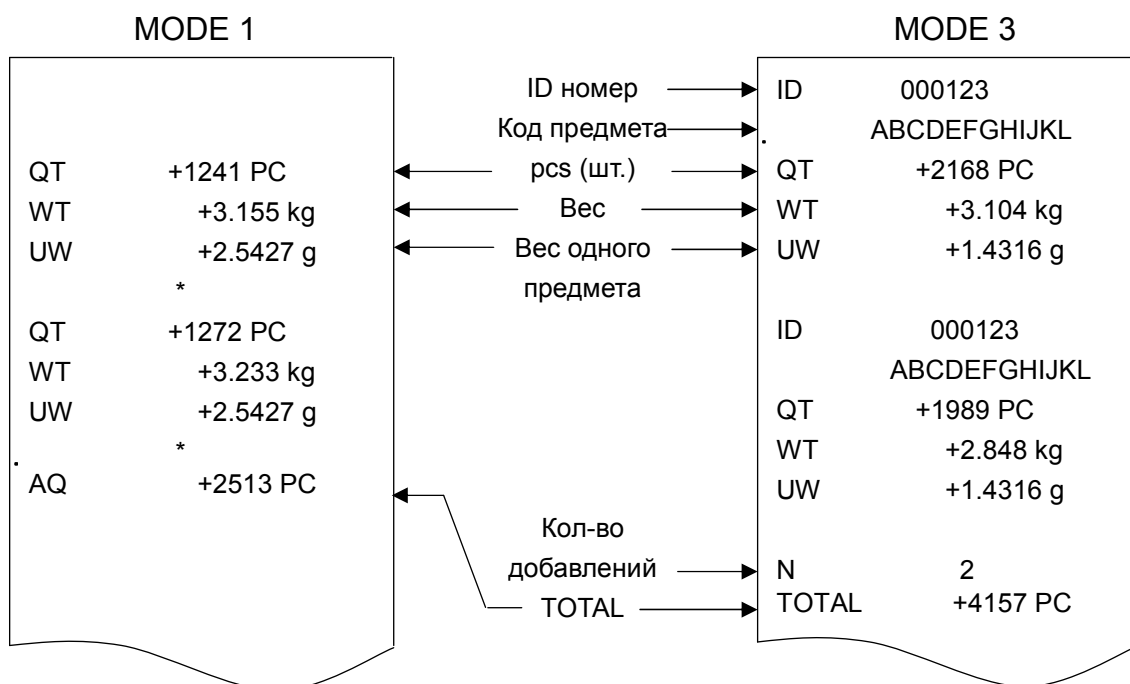 MODE 1
QT +1241 PC
WT +3.155 kg
UW +2.5427 g
*
QT +1272 PC
WT +3.233 kg
UW +2.5427 g
*
AQ +2513 PC
ID номер
Код предмета
pcs (шт.)
Вес
Вес одного
предмета
Кол-во
добавлений
TOTAL
MODE 3
ID 000123
ABCDEFGHIJKL
QT +2168 PC
WT +3.104 kg
UW +1.4316 g
ID 000123
ABCDEFGHIJKL
QT +1989 PC
WT +2.848 kg
UW +1.4316 g
N 2
TOTAL +4157 PC